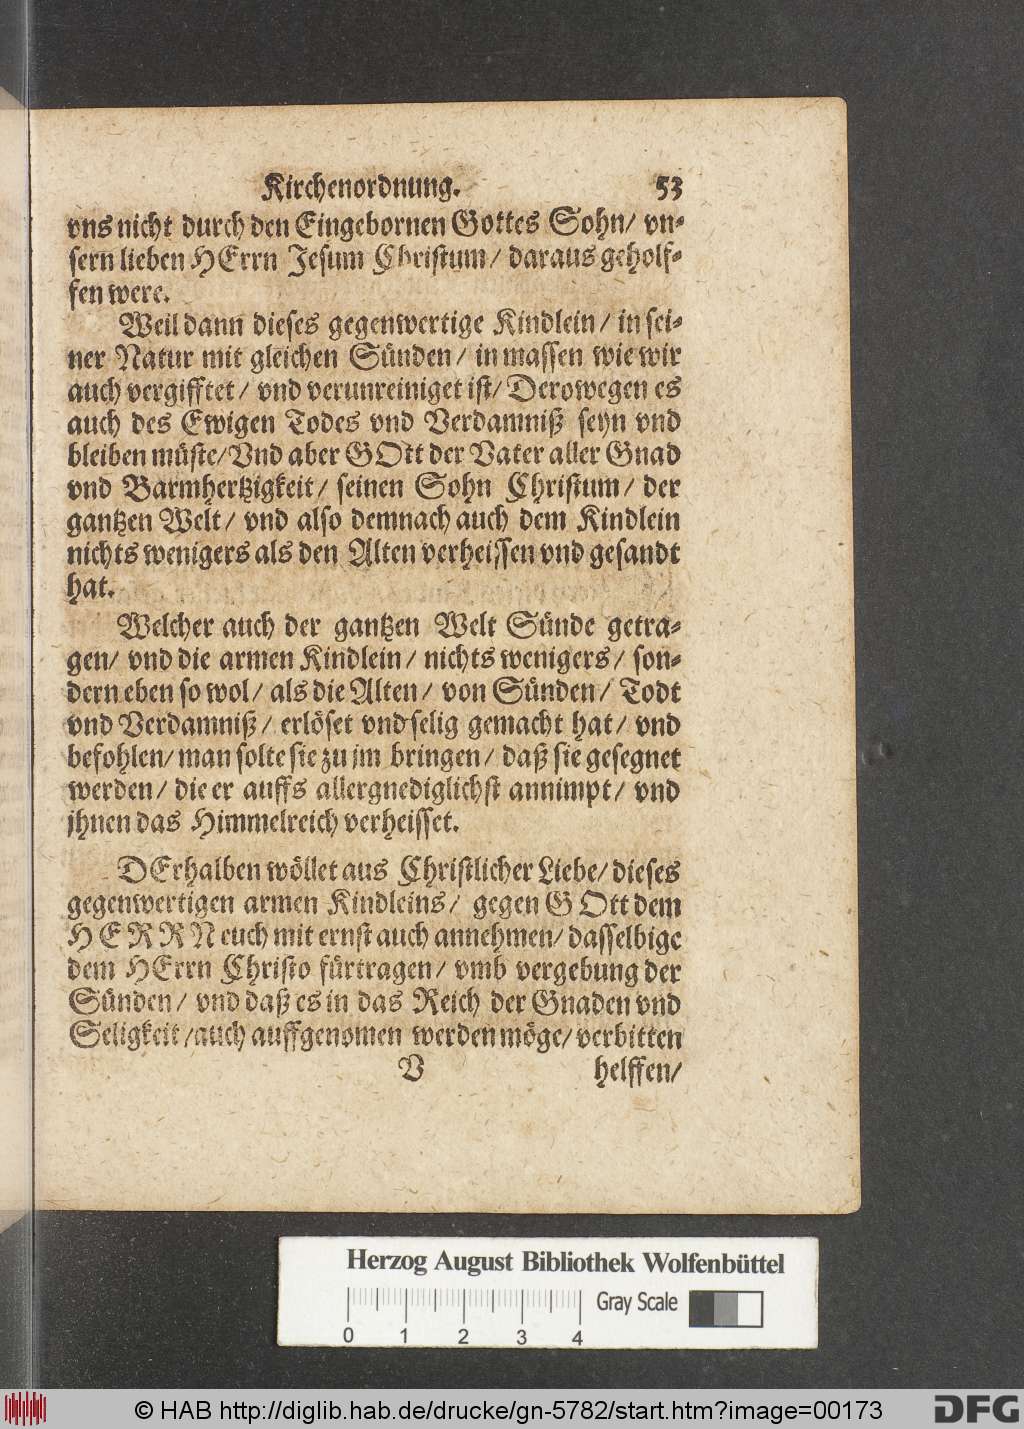 Kirchenordnung. 53
vns nicht durch den Eingebornen Gottes Sohn/ vn-
sern lieben HErrn Jesum Christum/ daraus geholf-
fen were.
Weil dann dieses gegenwertige Kindlein/ in sei-
ner Natur mit gleichen Sünden/ in massen wie wir
auch vergifftet/ vnd verunreiniget ist/ Derowegen es
auch des Ewigen Todes vnd Verdamniß seyn vnd
bleiben müste/ Vnd aber GOtt der Vater aller Gnad
vnd Barmhertzigkeit/ seinen Sohn Christum/ der
gantzen Welt/ vnd also demnach auch dem Kindlein
nichts wenigers als den Alten verheissen vnd gesandt
hat.
Welcher auch der gantzen Welt Sünde getra-
gen/ vnd die armen Kindlein/ nichts wenigers/ son-
dern eben so wol/ als die Alten/ von Sünden/ Todt
vnd Verdamniß/ erlöset vnd selig gemacht hat/ vnd
befohlen/ man solte sie zu jm bringen/ daß sie gesegnet
werden/ die er auffs allergnediglichst annimpt/ vnd
jhnen das Himmelreich verheisset.
DErhalben wöllet aus Christlicher Liebe/ dieses
gegenwertigen armen Kindleins/ gegen GOtt dem
HERRN euch mit ernst auch annehmen/ dasselbige
dem HErrn Christo fürtragen/ vmb vergebung der
Sünden/ vnd daß es in das Reich der Gnaden vnd
Seligkeit/ auch auffgenomen werden möge/ verbitten
V helffen/
Herzog August Bibliothek Wolfenbüttel
Gray Scale
0 1 2 3 4
© HAB http://diglib.hab.de/drucke/gn-5782/start.htm?image=00173
DFG